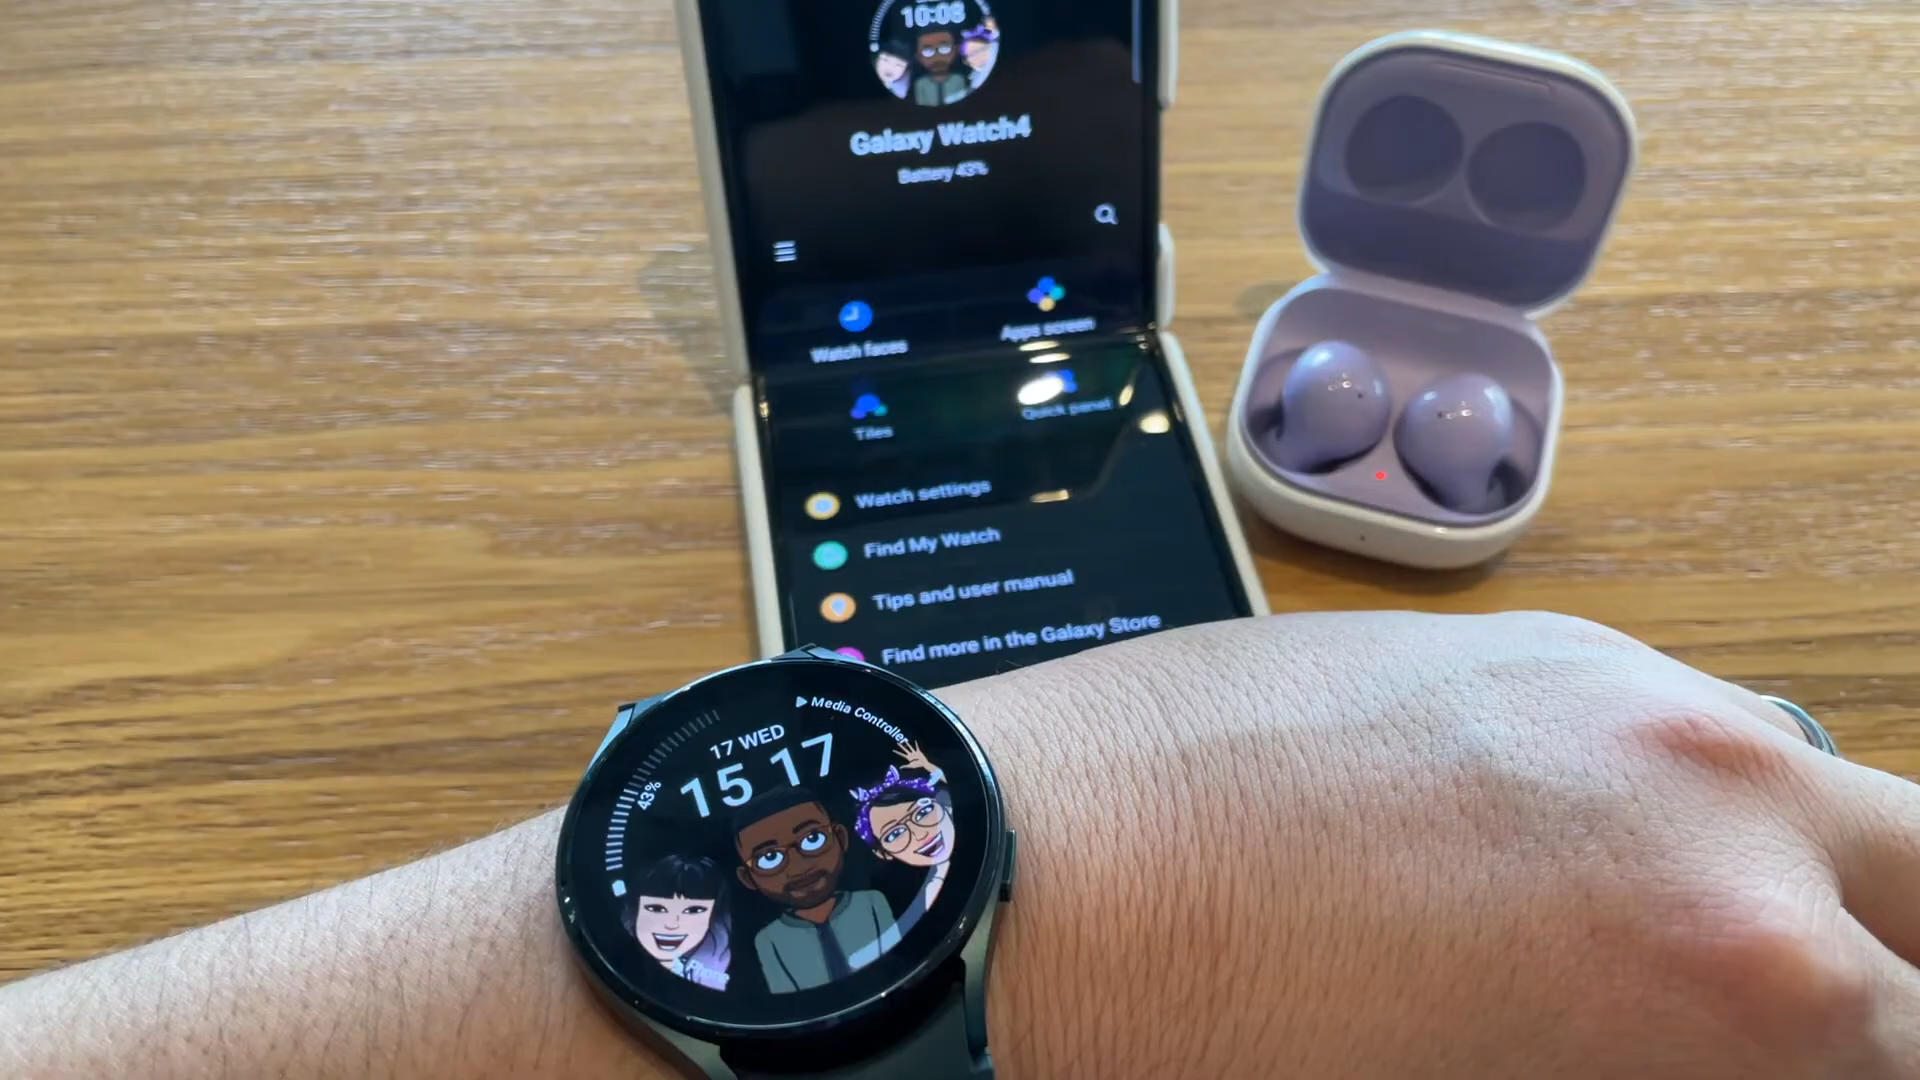 10:08
Galaxy Watch4
Battery 43%
Watch faces
Apps screen
Tiles
Quick panel
Watch settings
Find My Watch
Tips and user manual
Find more in the Galaxy Store
Media Controller
17 WED
15 17
43%
Phone